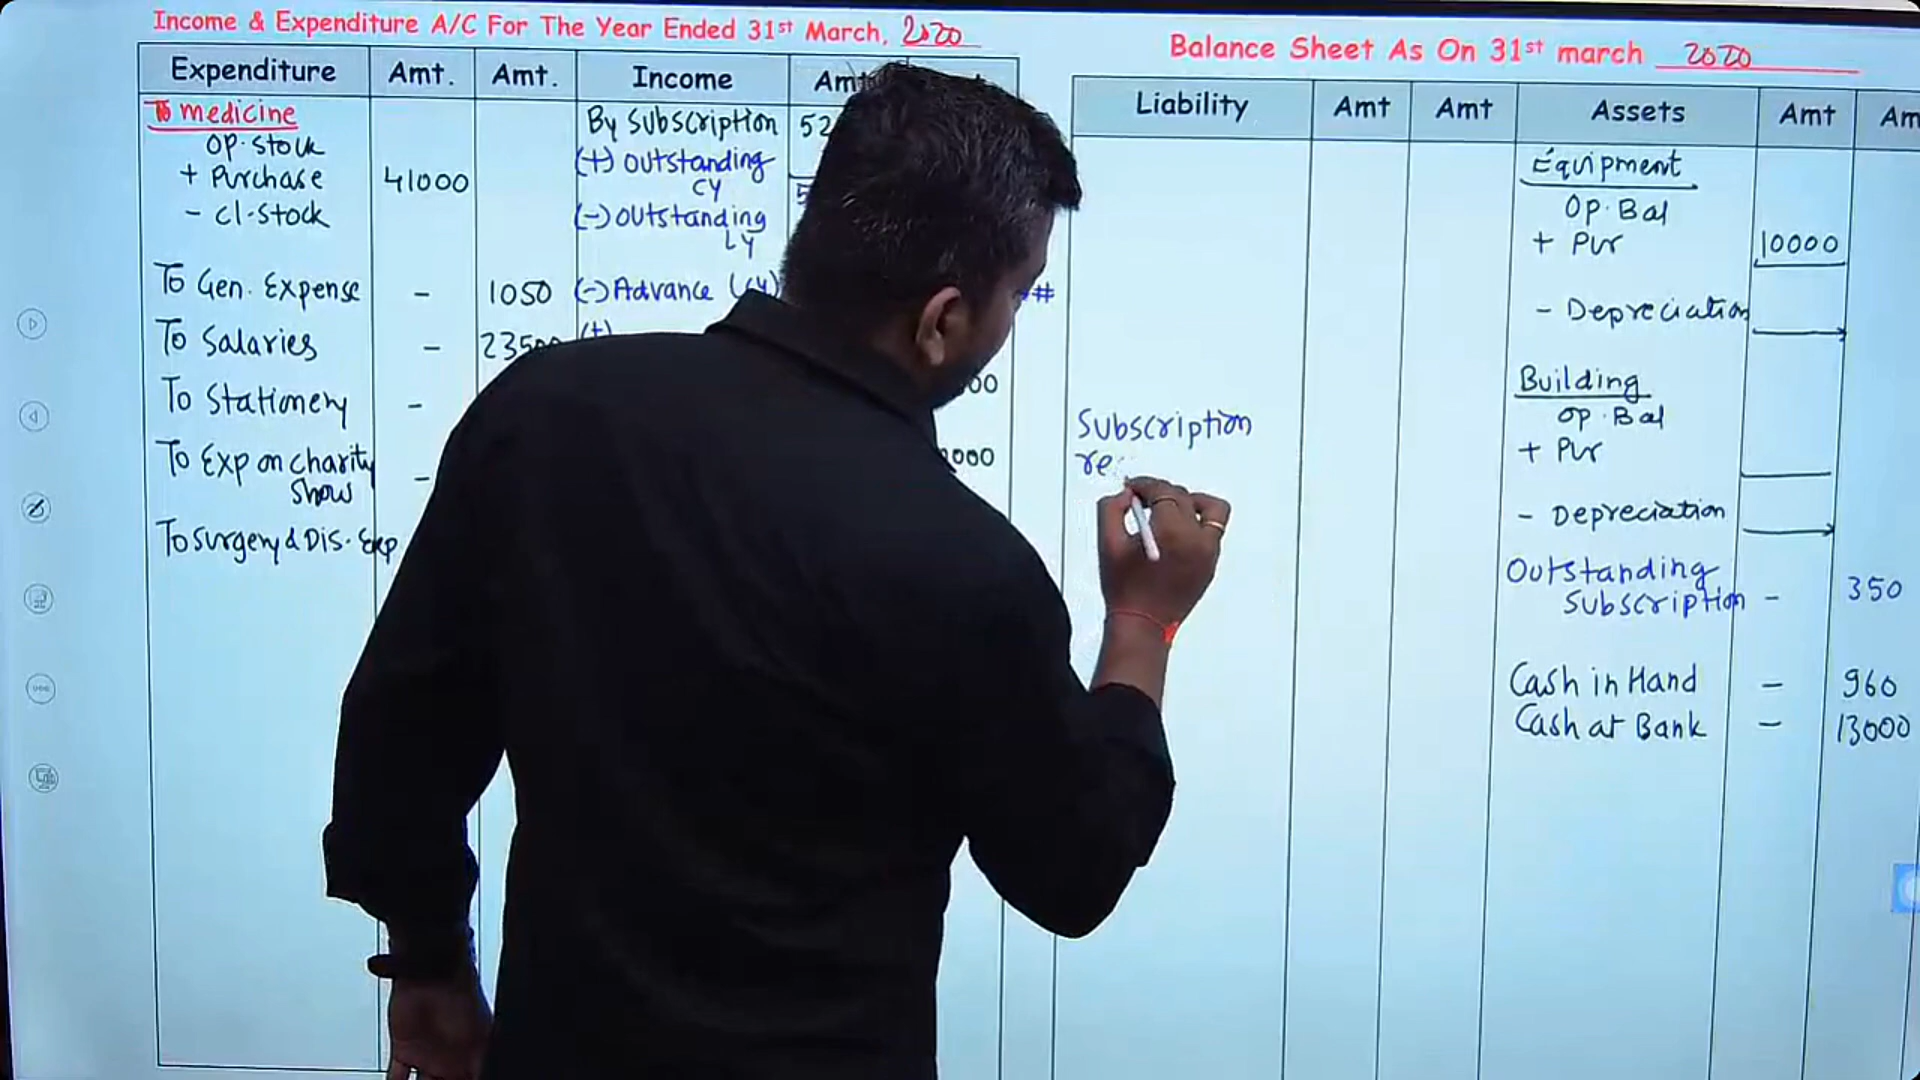 Income & Expenditure A/C For The Year Ended 31st March, 2020
Expenditure Amt. Amt. Income
To medicine
Op. Stock
+ Purchase 41000
- Cl. Stock
To Gen. Expense - 1050
To Salaries -
To Stationery -
To Exp on charity -
Show
To Surgery & Dis. Exp
By Subscription
(+) Outstanding
CY
(-) Outstanding
LY
(-) Advance (CY) #
(+)
Balance Sheet As On 31st march 2020
Liability Amt Amt Assets Amt
Subscription
re
Equipment
Op. Bal
+ Pur 10000
- Depreciation
Building
Op. Bal
+ Pur
- Depreciation
Outstanding
Subscription - 350
Cash in Hand - 960
Cash at Bank - 13000